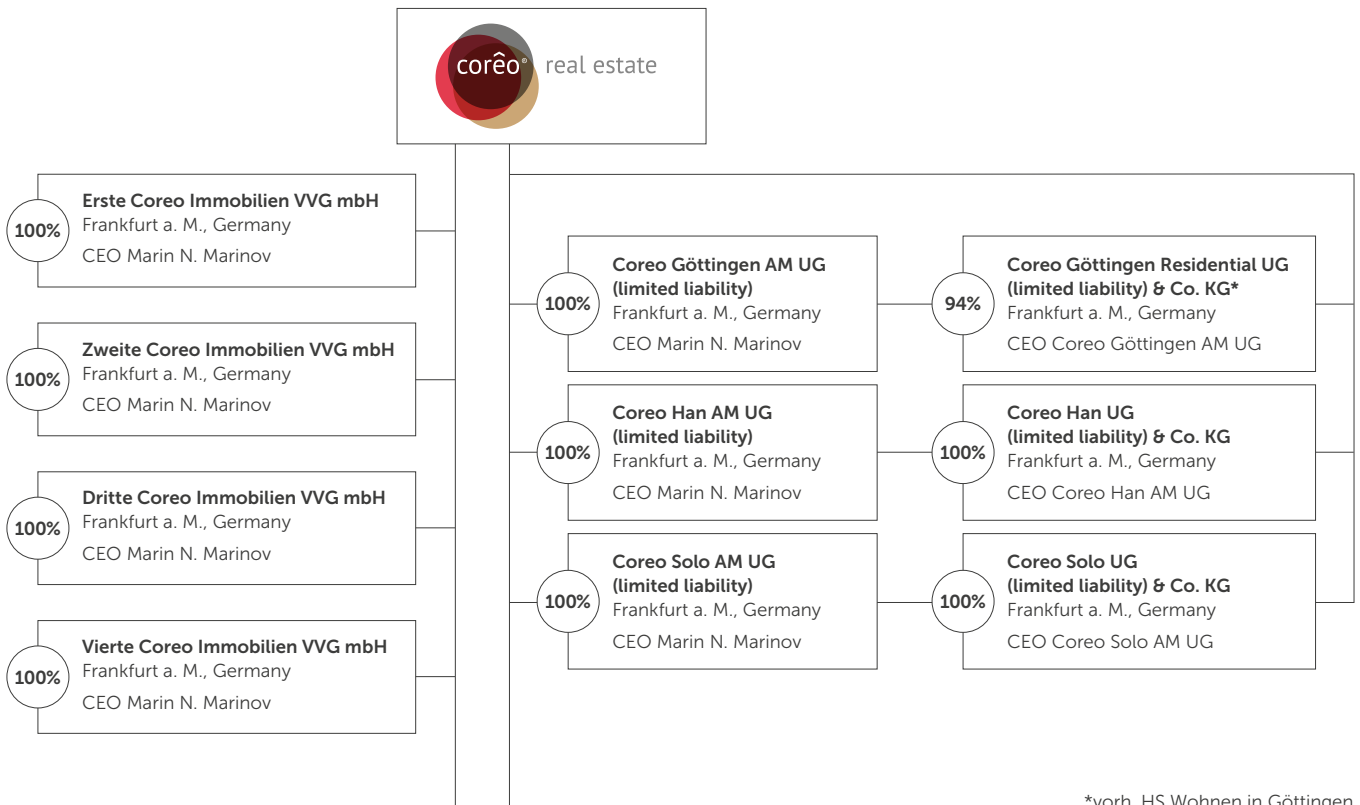 corêo® real estate
100%
Erste Coreo Immobilien VVG mbH
Frankfurt a. M., Germany
CEO Marin N. Marinov
100%
Zweite Coreo Immobilien VVG mbH
Frankfurt a. M., Germany
CEO Marin N. Marinov
100%
Dritte Coreo Immobilien VVG mbH
Frankfurt a. M., Germany
CEO Marin N. Marinov
100%
Vierte Coreo Immobilien VVG mbH
Frankfurt a. M., Germany
CEO Marin N. Marinov
100%
Coreo Göttingen AM UG
(limited liability)
Frankfurt a. M., Germany
CEO Marin N. Marinov
94%
Coreo Göttingen Residential UG
(limited liability) & Co. KG*
Frankfurt a. M., Germany
CEO Coreo Göttingen AM UG
100%
Coreo Han AM UG
(limited liability)
Frankfurt a. M., Germany
CEO Marin N. Marinov
100%
Coreo Han UG
(limited liability) & Co. KG
Frankfurt a. M., Germany
CEO Coreo Han AM UG
100%
Coreo Solo AM UG
(limited liability)
Frankfurt a. M., Germany
CEO Marin N. Marinov
100%
Coreo Solo UG
(limited liability) & Co. KG
Frankfurt a. M., Germany
CEO Coreo Solo AM UG
*vorh. HS Wohnen in Göttingen